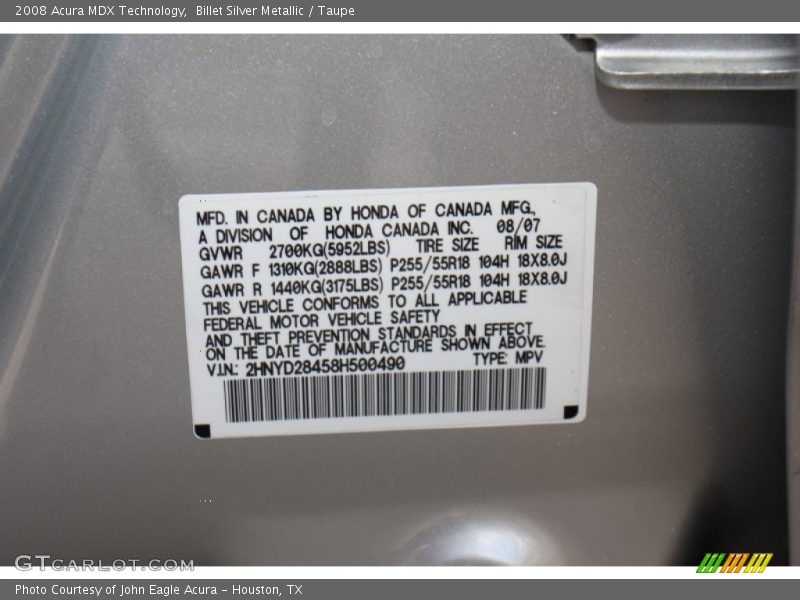 2008 Acura MDX Technology,  Billet Silver Metallic / Taupe
MFD. IN CANADA BY HONDA OF CANADA MFG.,
A DIVISION OF HONDA CANADA INC. 08/07
GVWR 2700KG(5952LBS) TIRE SIZE RIM SIZE
GAWR F 1310KG(2888LBS) P255/55R18 104H 18X8.0J
GAWR R 1440KG(3175LBS) P255/55R18 104H 18X8.0J
THIS VEHICLE CONFORMS TO ALL APPLICABLE
FEDERAL MOTOR VEHICLE SAFETY
AND THEFT PREVENTION STANDARDS IN EFFECT
ON THE DATE OF MANUFACTURE SHOWN ABOVE.
V.I.N.: 2HNYD28458H500490 TYPE: MPV
GTCARLOT.COM
Photo Courtesy of John Eagle Acura - Houston, TX